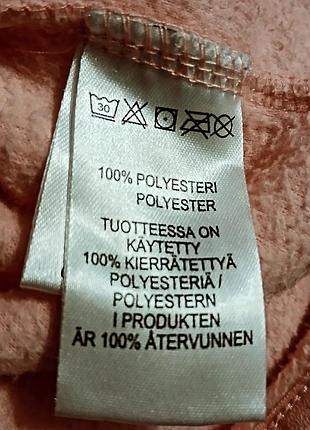 30
100% POLYESTERI
POLYESTER
TUOTTEESSA ON
KÄYTETTY
100% KIERRÄTETTYÄ
POLYESTERIÄ /
POLYESTERN
I PRODUKTEN
ÄR 100% ÅTERVUNNEN